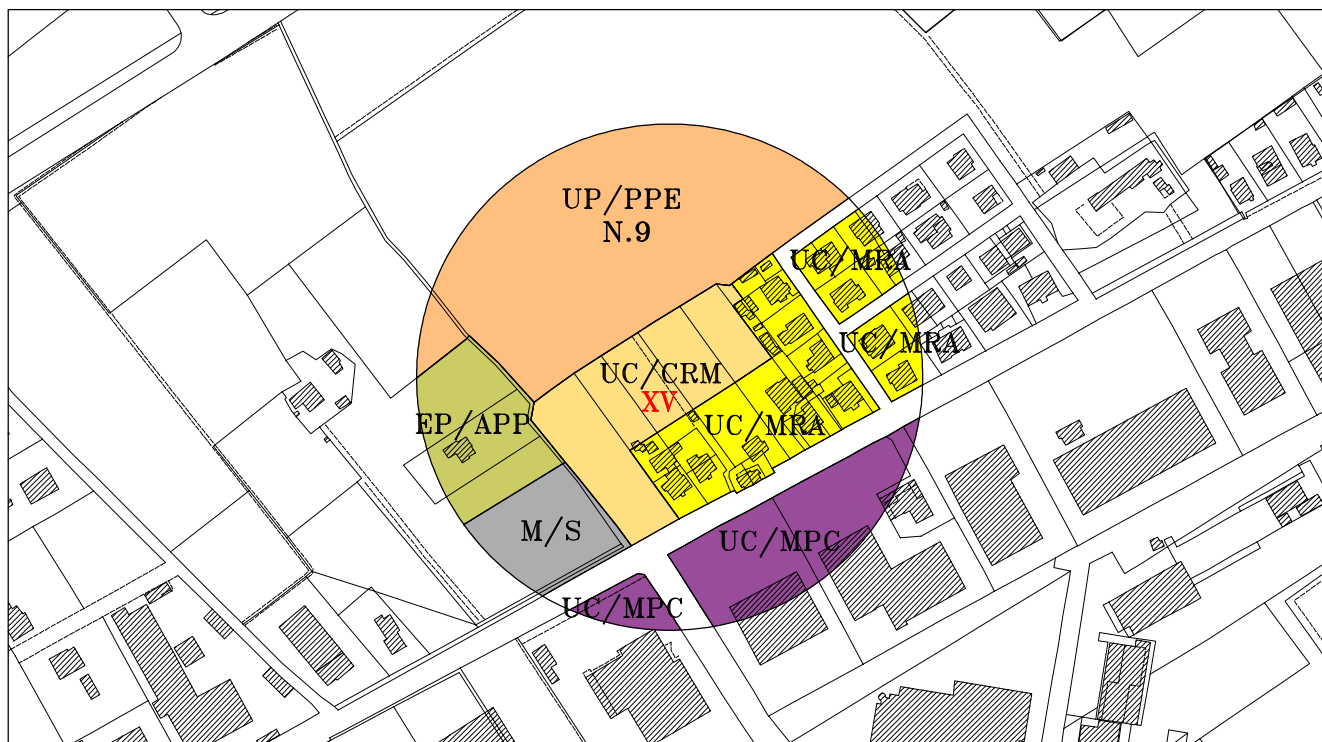 UP/PPE
N.9
UC/MRA
UC/MRA
UC/CRM
XV
EP/APP
UC/MRA
M/S
UC/MPC
UC/MPC